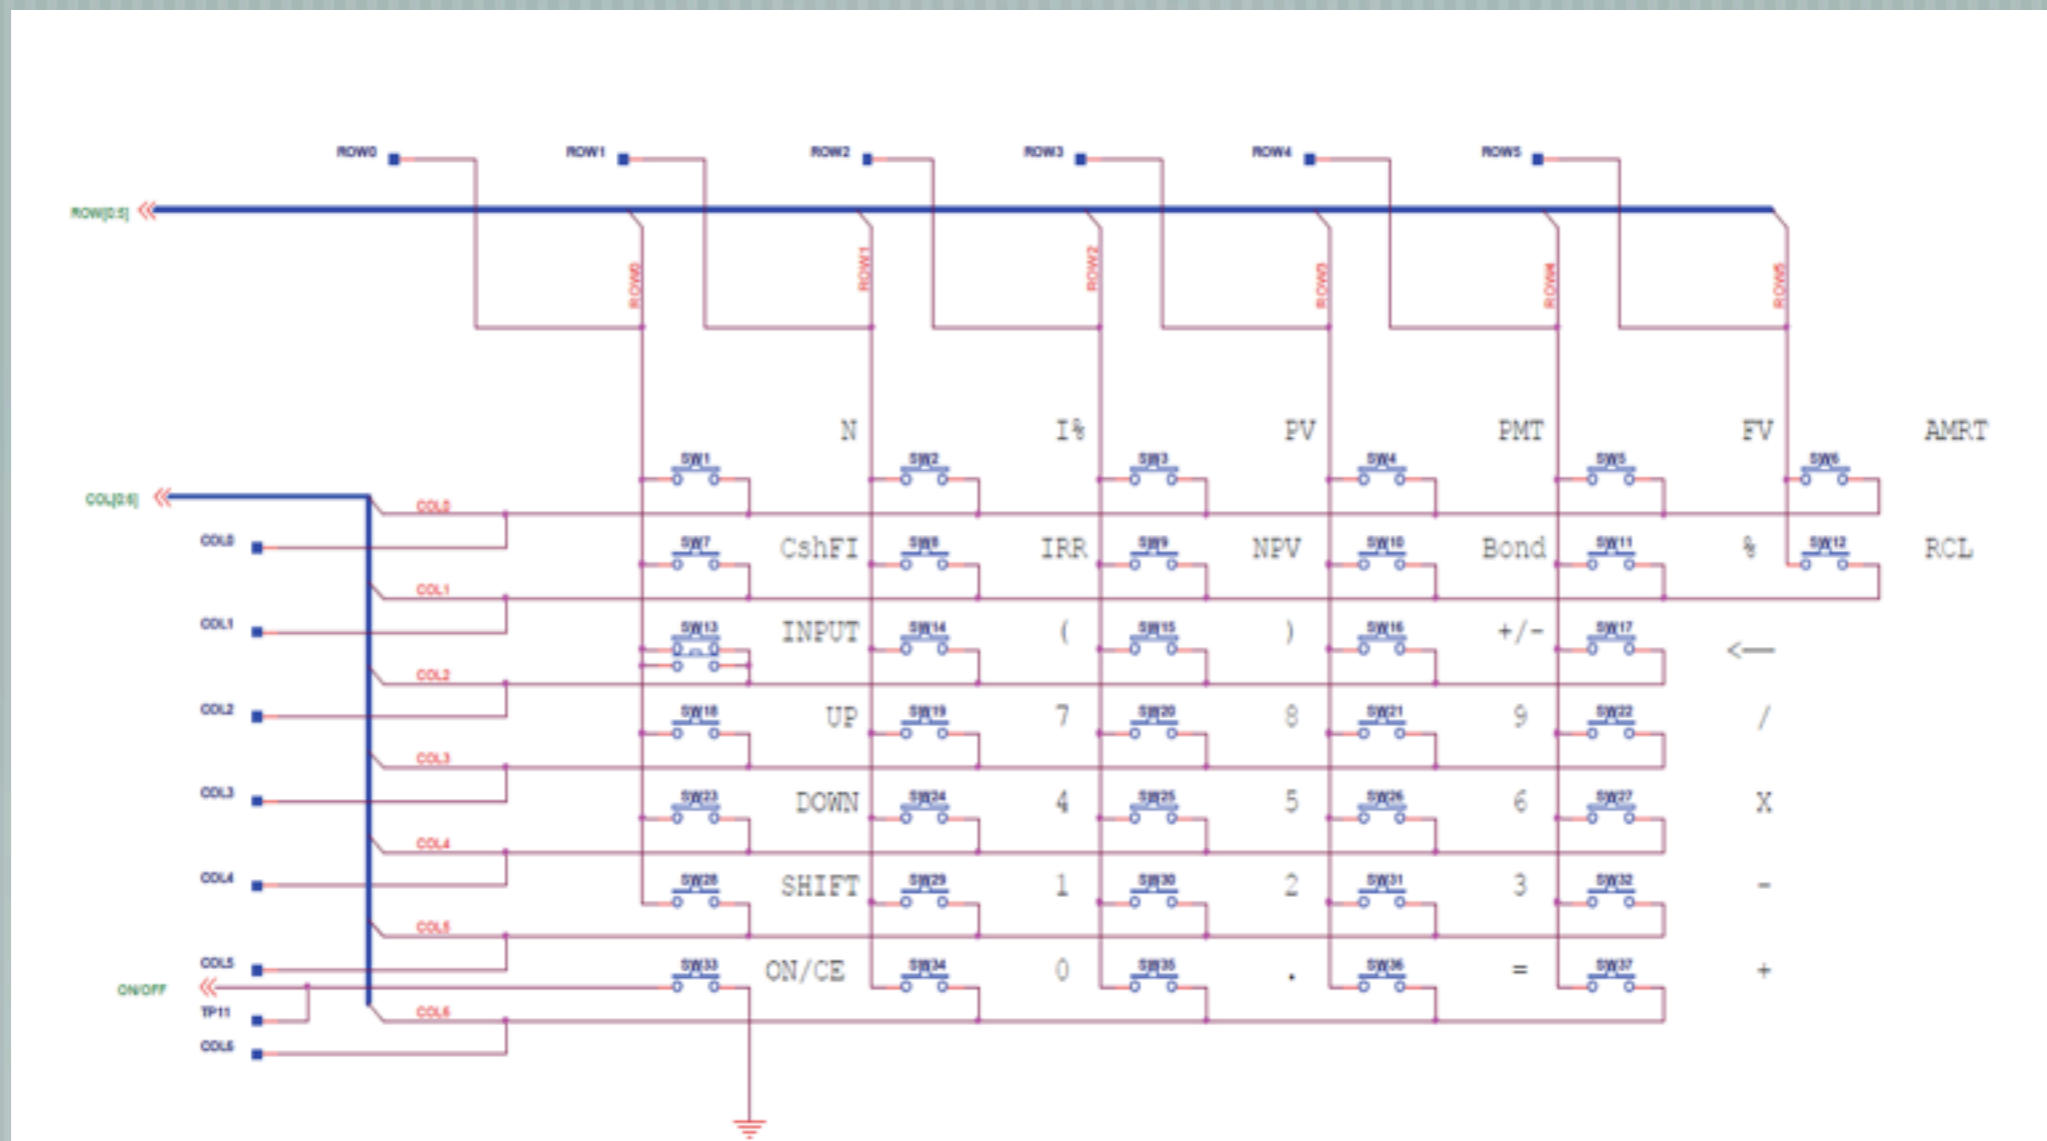 ROW0 ROW1 ROW2 ROW3 ROW4 ROW5
ROW[0:5]
ROW0 ROW1 ROW2 ROW3 ROW4 ROW5
N I% PV PMT FV AMRT
SW1 SW2 SW3 SW4 SW5 SW6
COL[0:6]
COL0
COL0
SW7 CshFI SW8 IRR SW9 NPV SW10 Bond SW11 % SW12 RCL
COL1
COL1
SW13 INPUT SW14 ( SW15 ) SW16 +/- SW17 <—
COL2
COL2
SW18 UP SW19 7 SW20 8 SW21 9 SW22 /
COL3
COL3
SW23 DOWN SW24 4 SW25 5 SW26 6 SW27 X
COL4
COL4
SW28 SHIFT SW29 1 SW30 2 SW31 3 SW32 -
COL5
COL5
SW33 ON/CE SW34 0 SW35 . SW36 = SW37 +
ON/OFF
TP11
COL6
COL6